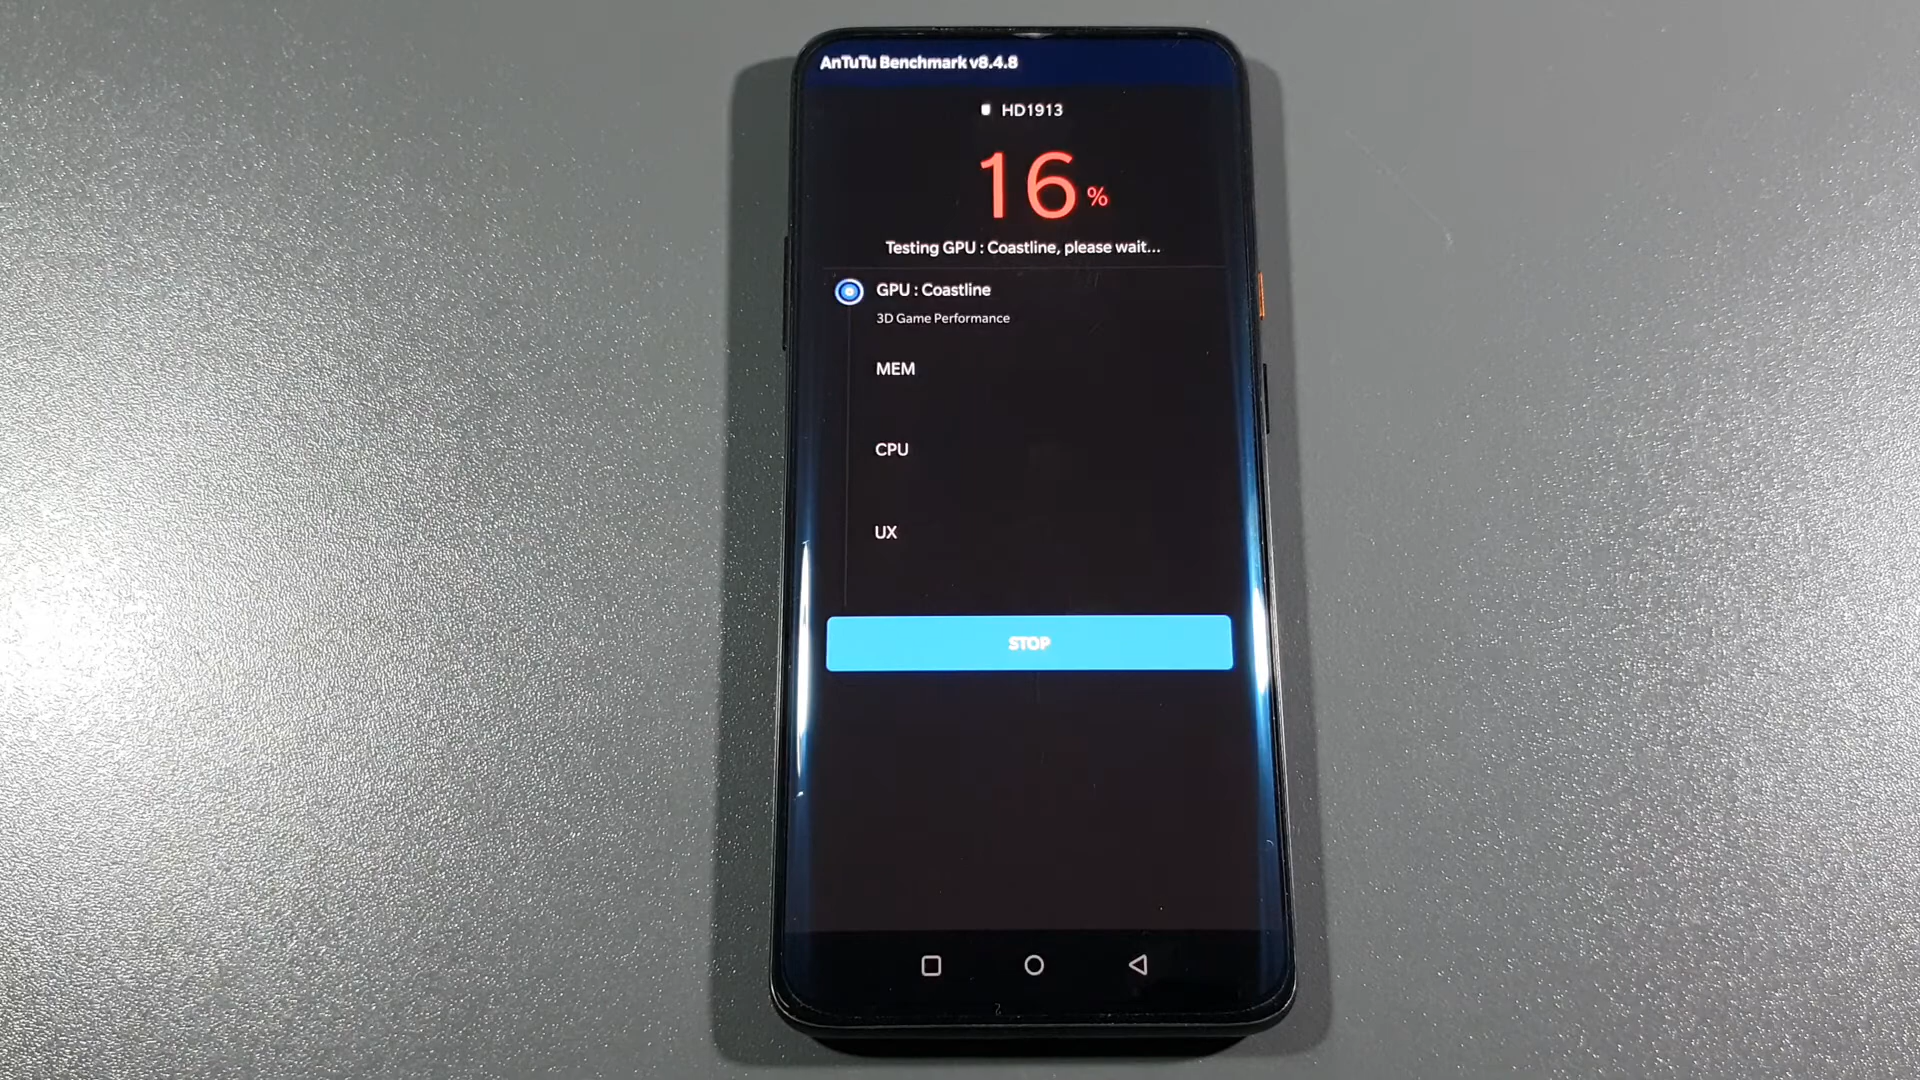 AnTuTu Benchmark v8.4.8
HD1913
16 %
Testing GPU : Coastline, please wait...
GPU : Coastline
3D Game Performance
MEM
CPU
UX
STOP